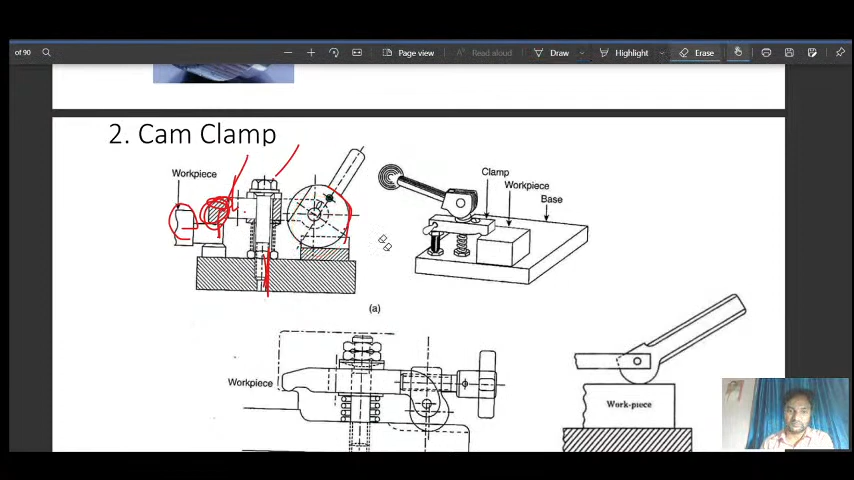 of 90
Page view
Read aloud
Draw
Highlight
Erase
2. Cam Clamp
Workpiece
Clamp
Workpiece
Base
(a)
Workpiece
Work-piece